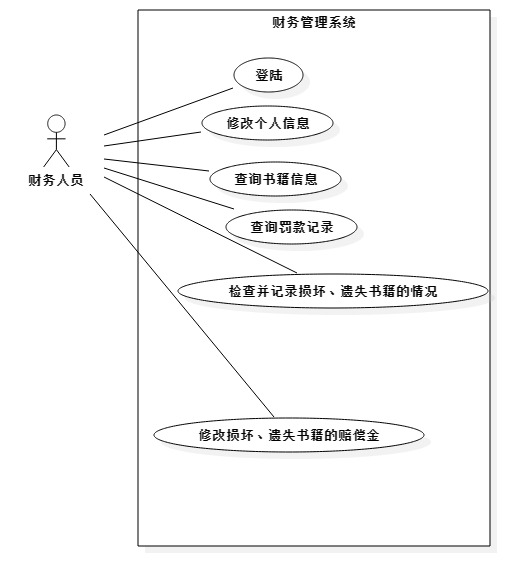 财务管理系统
登陆
修改个人信息
财务人员
查询书籍信息
查询罚款记录
检查并记录损坏、遗失书籍的情况
修改损坏、遗失书籍的赔偿金